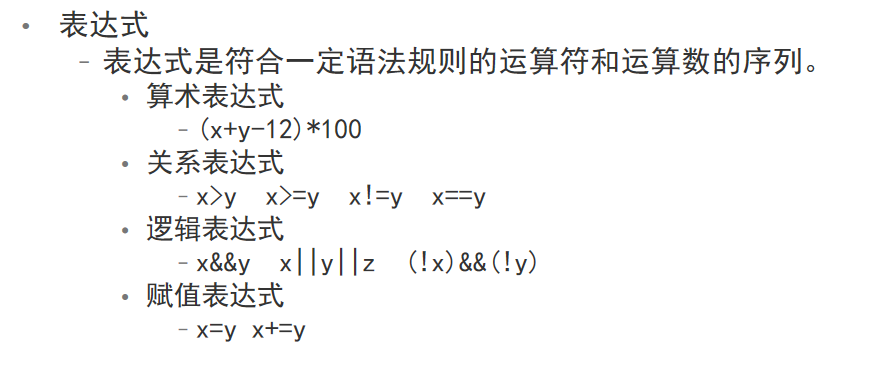 • 表达式
– 表达式是符合一定语法规则的运算符和运算数的序列。
• 算术表达式
– (x+y-12)*100
• 关系表达式
– x>y x>=y x!=y x==y
• 逻辑表达式
– x&&y x||y||z (!x)&&(!y)
• 赋值表达式
– x=y x+=y